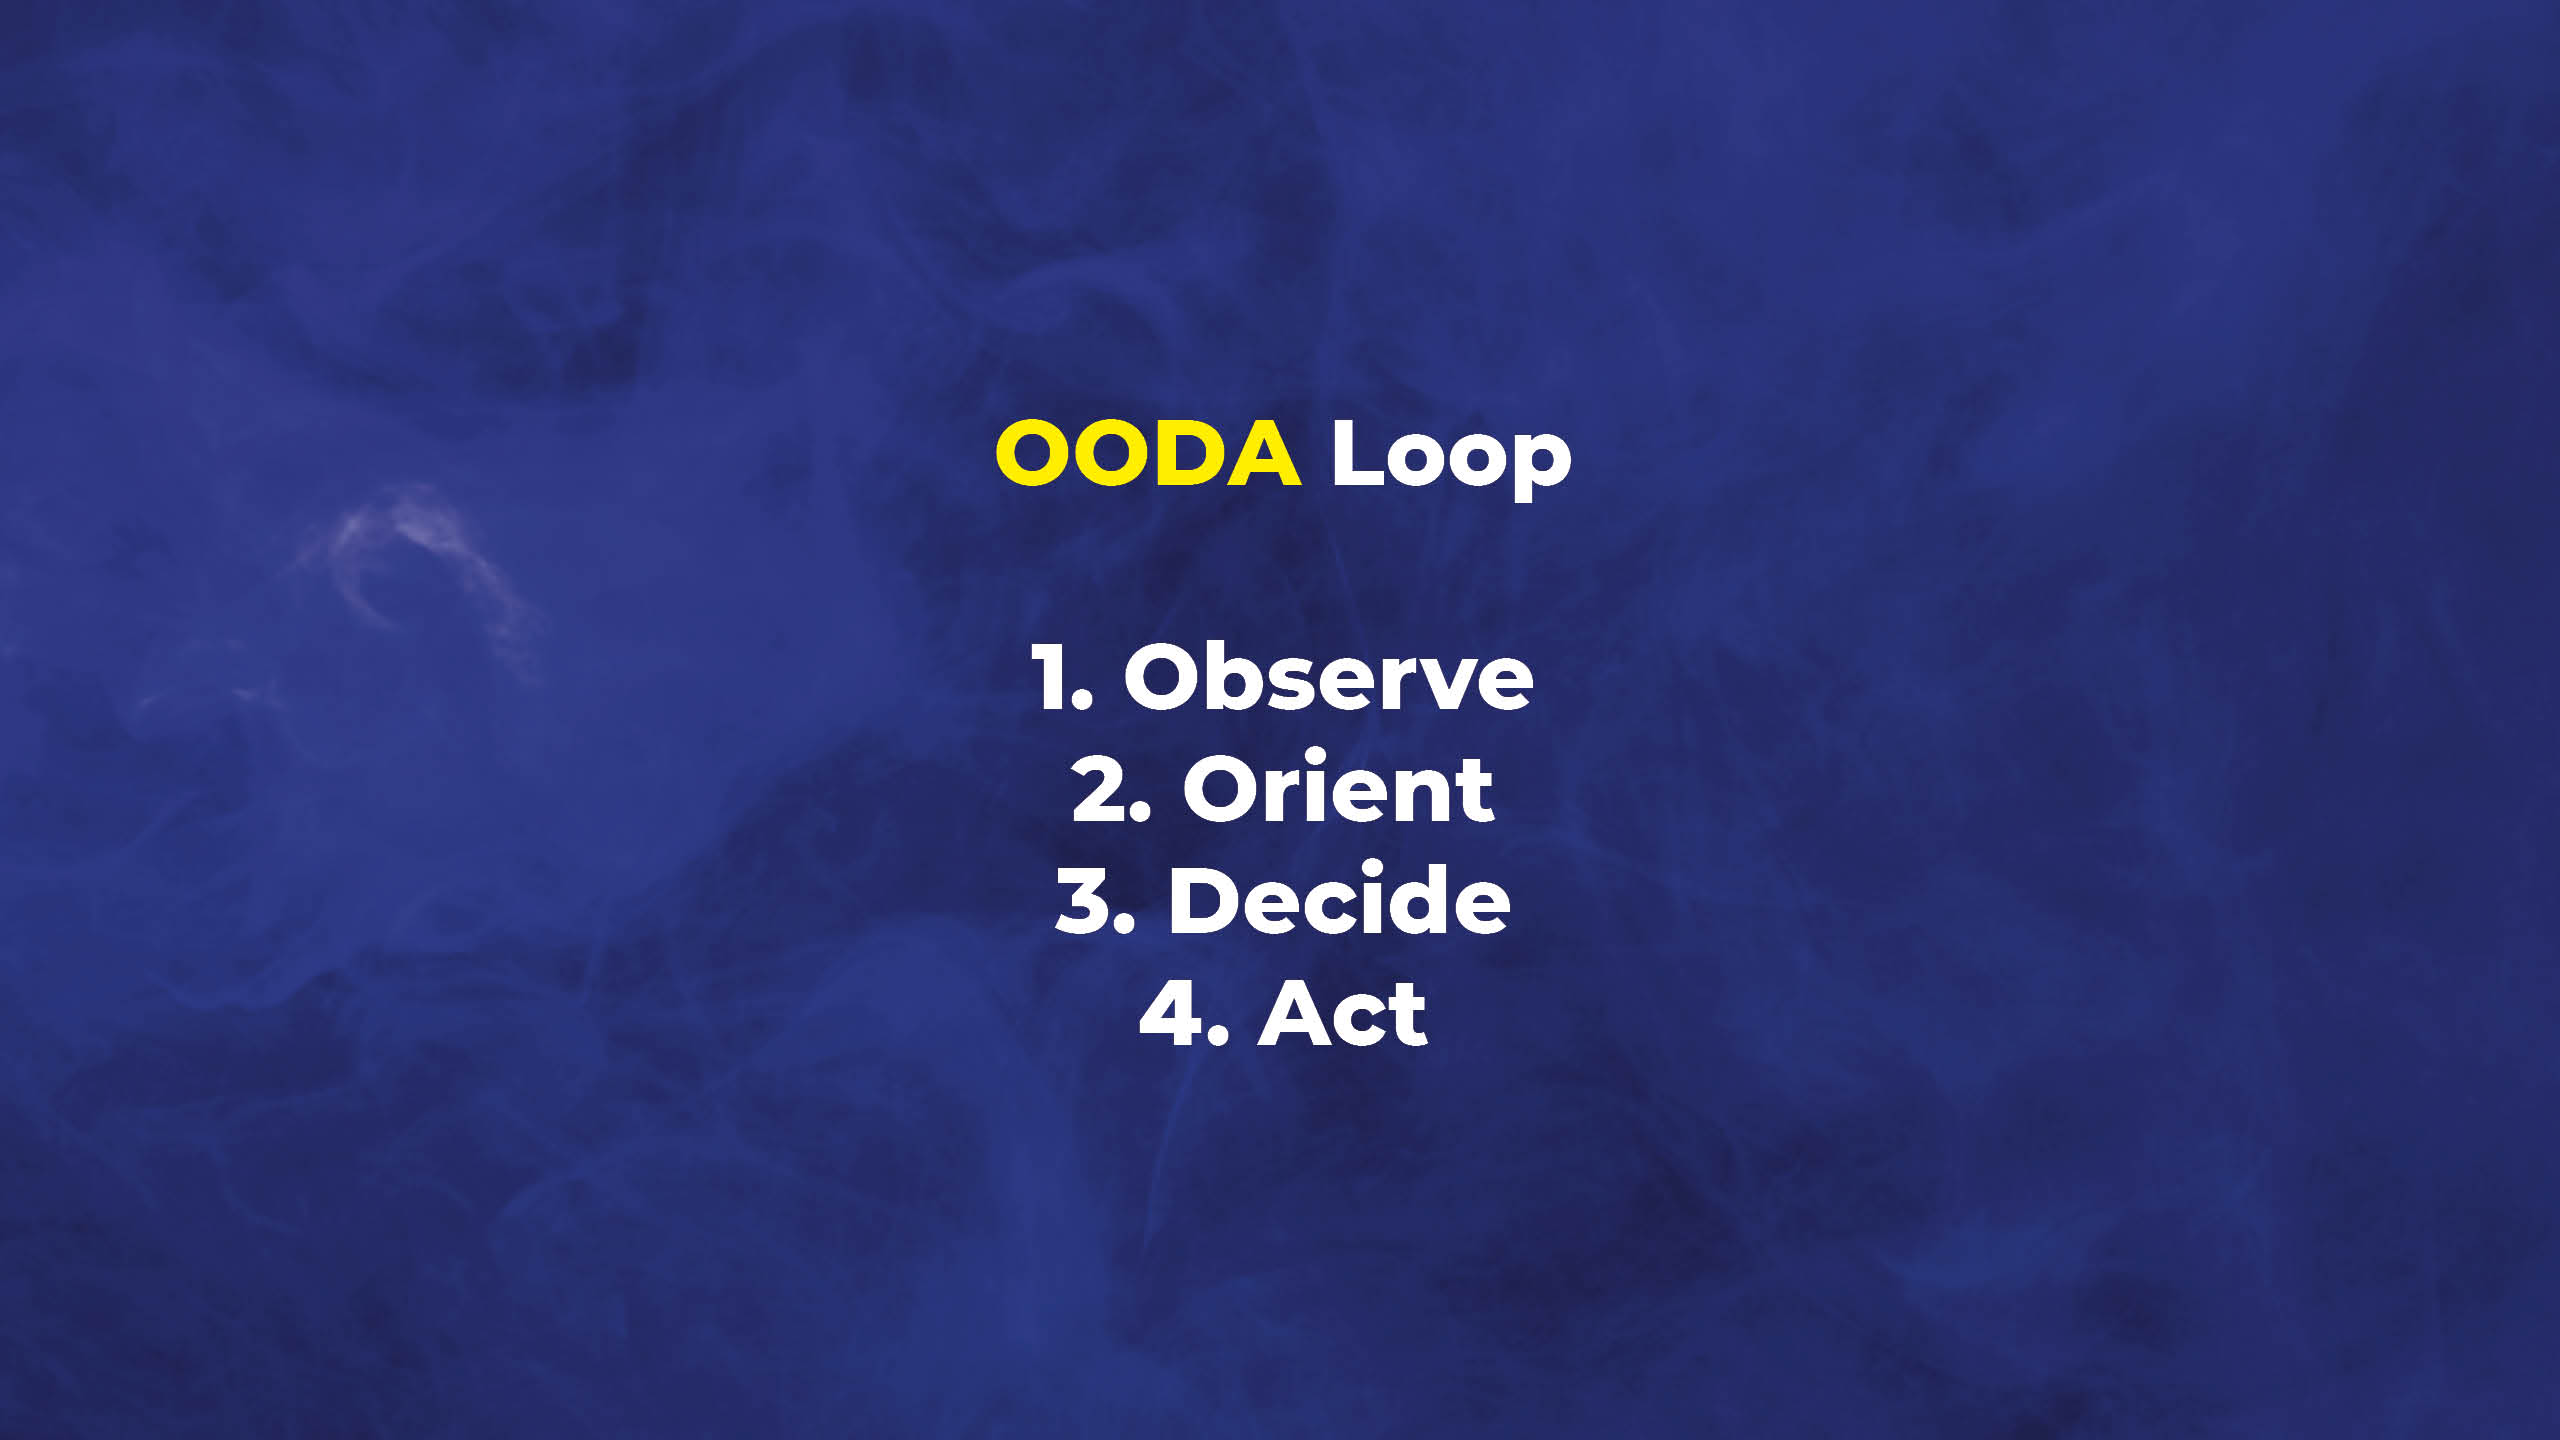 OODA Loop
1. Observe
2. Orient
3. Decide
4. Act